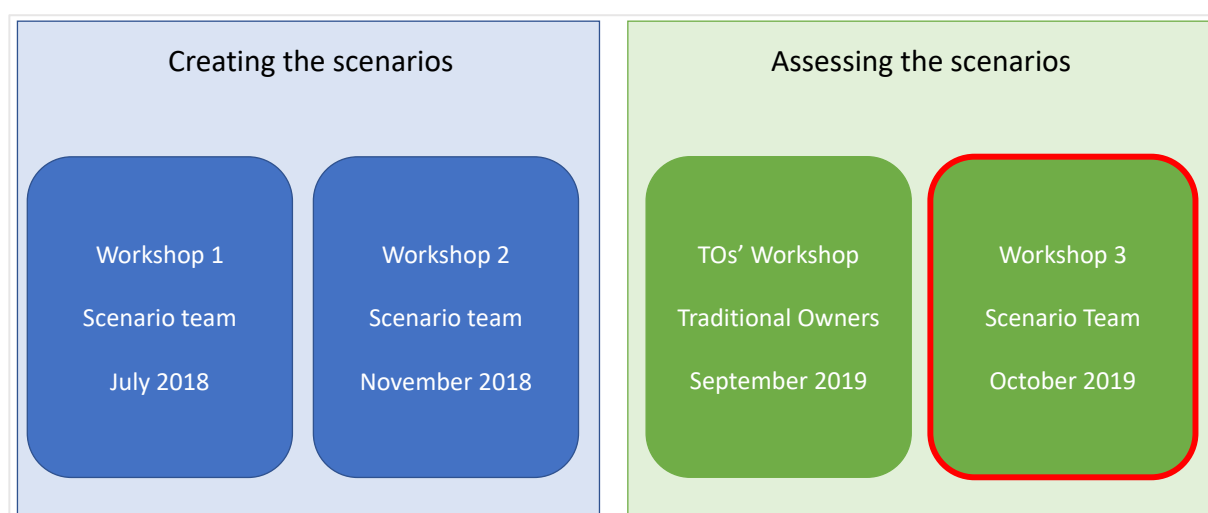 Creating the scenarios
Workshop 1
Scenario team
July 2018
Workshop 2
Scenario team
November 2018
Assessing the scenarios
TOs’ Workshop
Traditional Owners
September 2019
Workshop 3
Scenario Team
October 2019